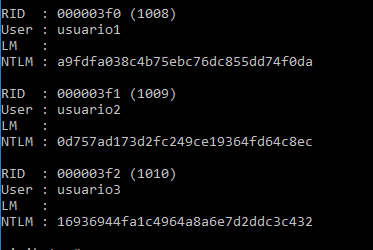 RID : 000003f0 (1008)
User : usuario1
LM :
NTLM : a9fdfa038c4b75ebc76dc855dd74f0da
RID : 000003f1 (1009)
User : usuario2
LM :
NTLM : 0d757ad173d2fc249ce19364fd64c8ec
RID : 000003f2 (1010)
User : usuario3
LM :
NTLM : 16936944fa1c4964a8a6e7d2ddc3c432